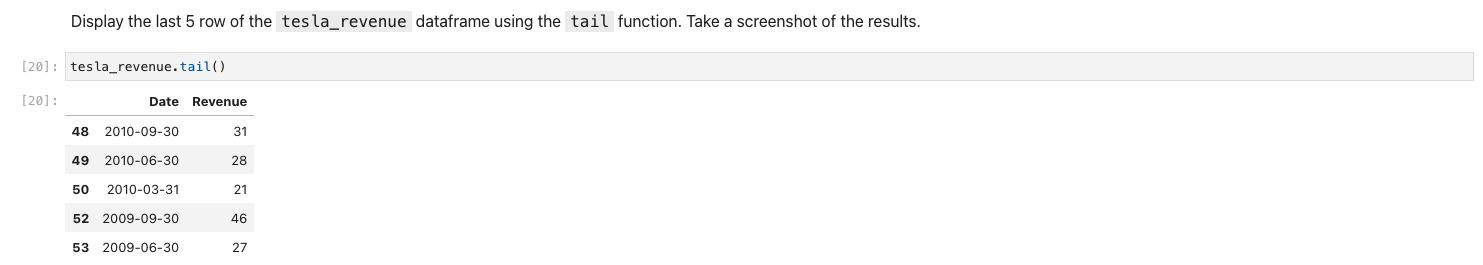 Display the last 5 row of the tesla_revenue dataframe using the tail function. Take a screenshot of the results.
[20]: tesla_revenue.tail()
[20]: Date Revenue
48 2010-09-30 31
49 2010-06-30 28
50 2010-03-31 21
52 2009-09-30 46
53 2009-06-30 27